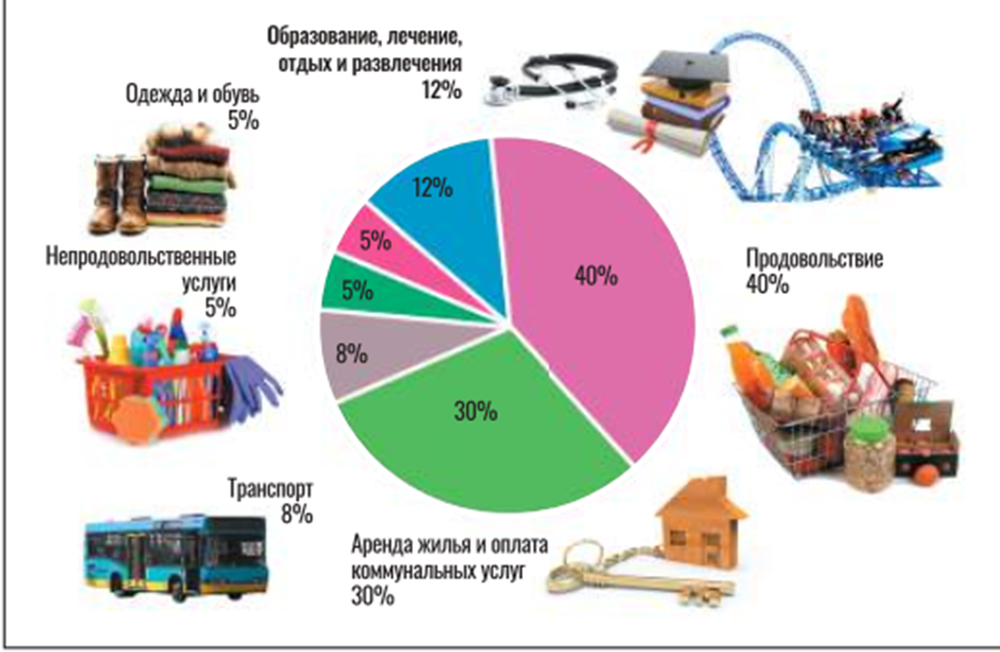 Образование, лечение,
отдых и развлечения
12%
Одежда и обувь
5%
Непродовольственные
услуги
5%
Транспорт
8%
Аренда жилья и оплата
коммунальных услуг
30%
Продовольствие
40%
12%
5%
5%
8%
30%
40%